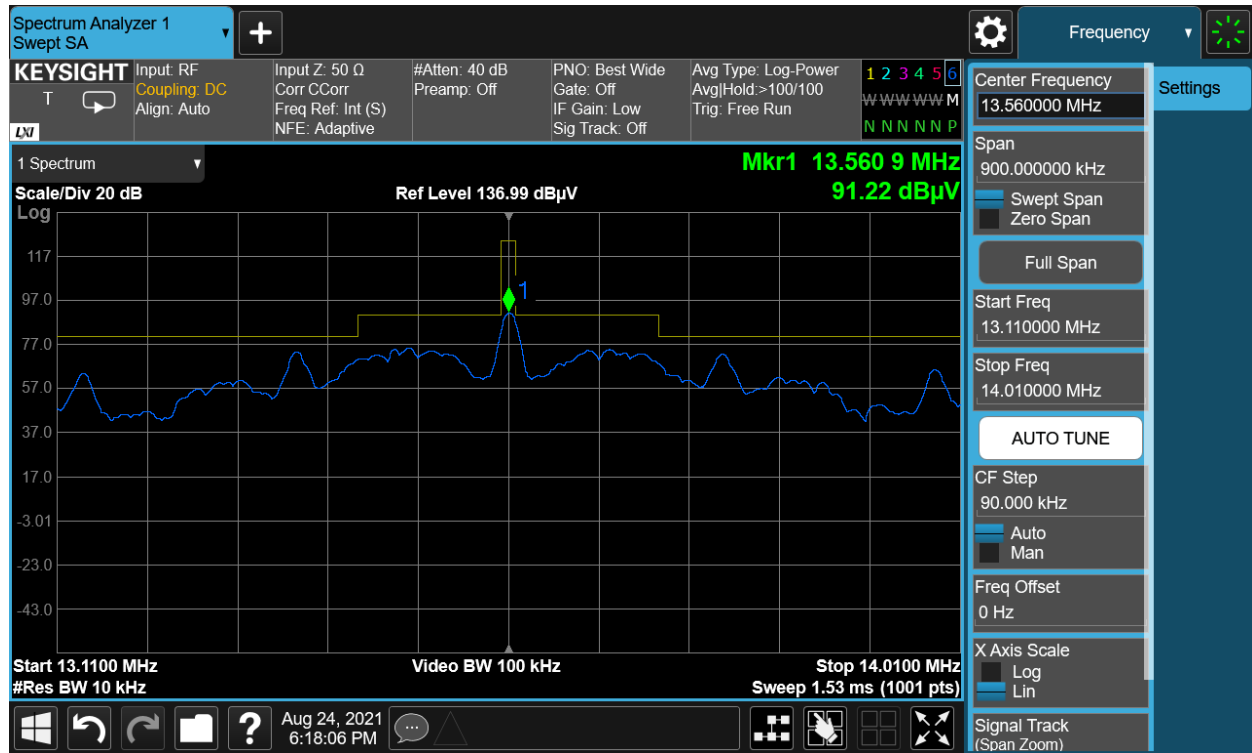 Spectrum Analyzer 1
Swept SA
+
Frequency
KEYSIGHT
T
LXI
Input: RF
Coupling: DC
Align: Auto
Input Z: 50 Ω
Corr CCorr
Freq Ref: Int (S)
NFE: Adaptive
#Atten: 40 dB
Preamp: Off
PNO: Best Wide
Gate: Off
IF Gain: Low
Sig Track: Off
Avg Type: Log-Power
Avg|Hold:>100/100
Trig: Free Run
1 2 3 4 5 6
W W W W W M
N N N N N P
1 Spectrum
Scale/Div 20 dB
Log
Ref Level 136.99 dBµV
Mkr1 13.560 9 MHz
91.22 dBµV
117
97.0
77.0
57.0
37.0
17.0
-3.01
-23.0
-43.0
1
Start 13.1100 MHz
#Res BW 10 kHz
Video BW 100 kHz
Stop 14.0100 MHz
Sweep 1.53 ms (1001 pts)
Aug 24, 2021
6:18:06 PM
?
Center Frequency
13.560000 MHz
Settings
Span
900.000000 kHz
Swept Span
Zero Span
Full Span
Start Freq
13.110000 MHz
Stop Freq
14.010000 MHz
AUTO TUNE
CF Step
90.000 kHz
Auto
Man
Freq Offset
0 Hz
X Axis Scale
Log
Lin
Signal Track
(Span Zoom)